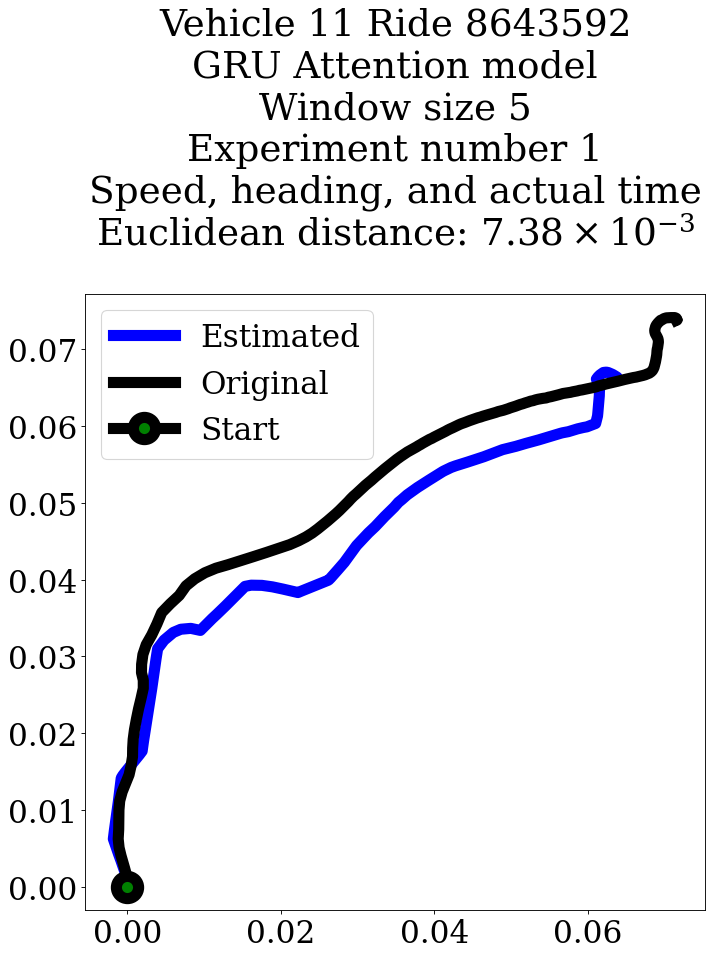 Vehicle 11 Ride 8643592
GRU Attention model
Window size 5
Experiment number 1
Speed, heading, and actual time
Euclidean distance: 7.38 × 10⁻³
Estimated
Original
Start
0.07
0.06
0.05
0.04
0.03
0.02
0.01
0.00
0.00 0.02 0.04 0.06